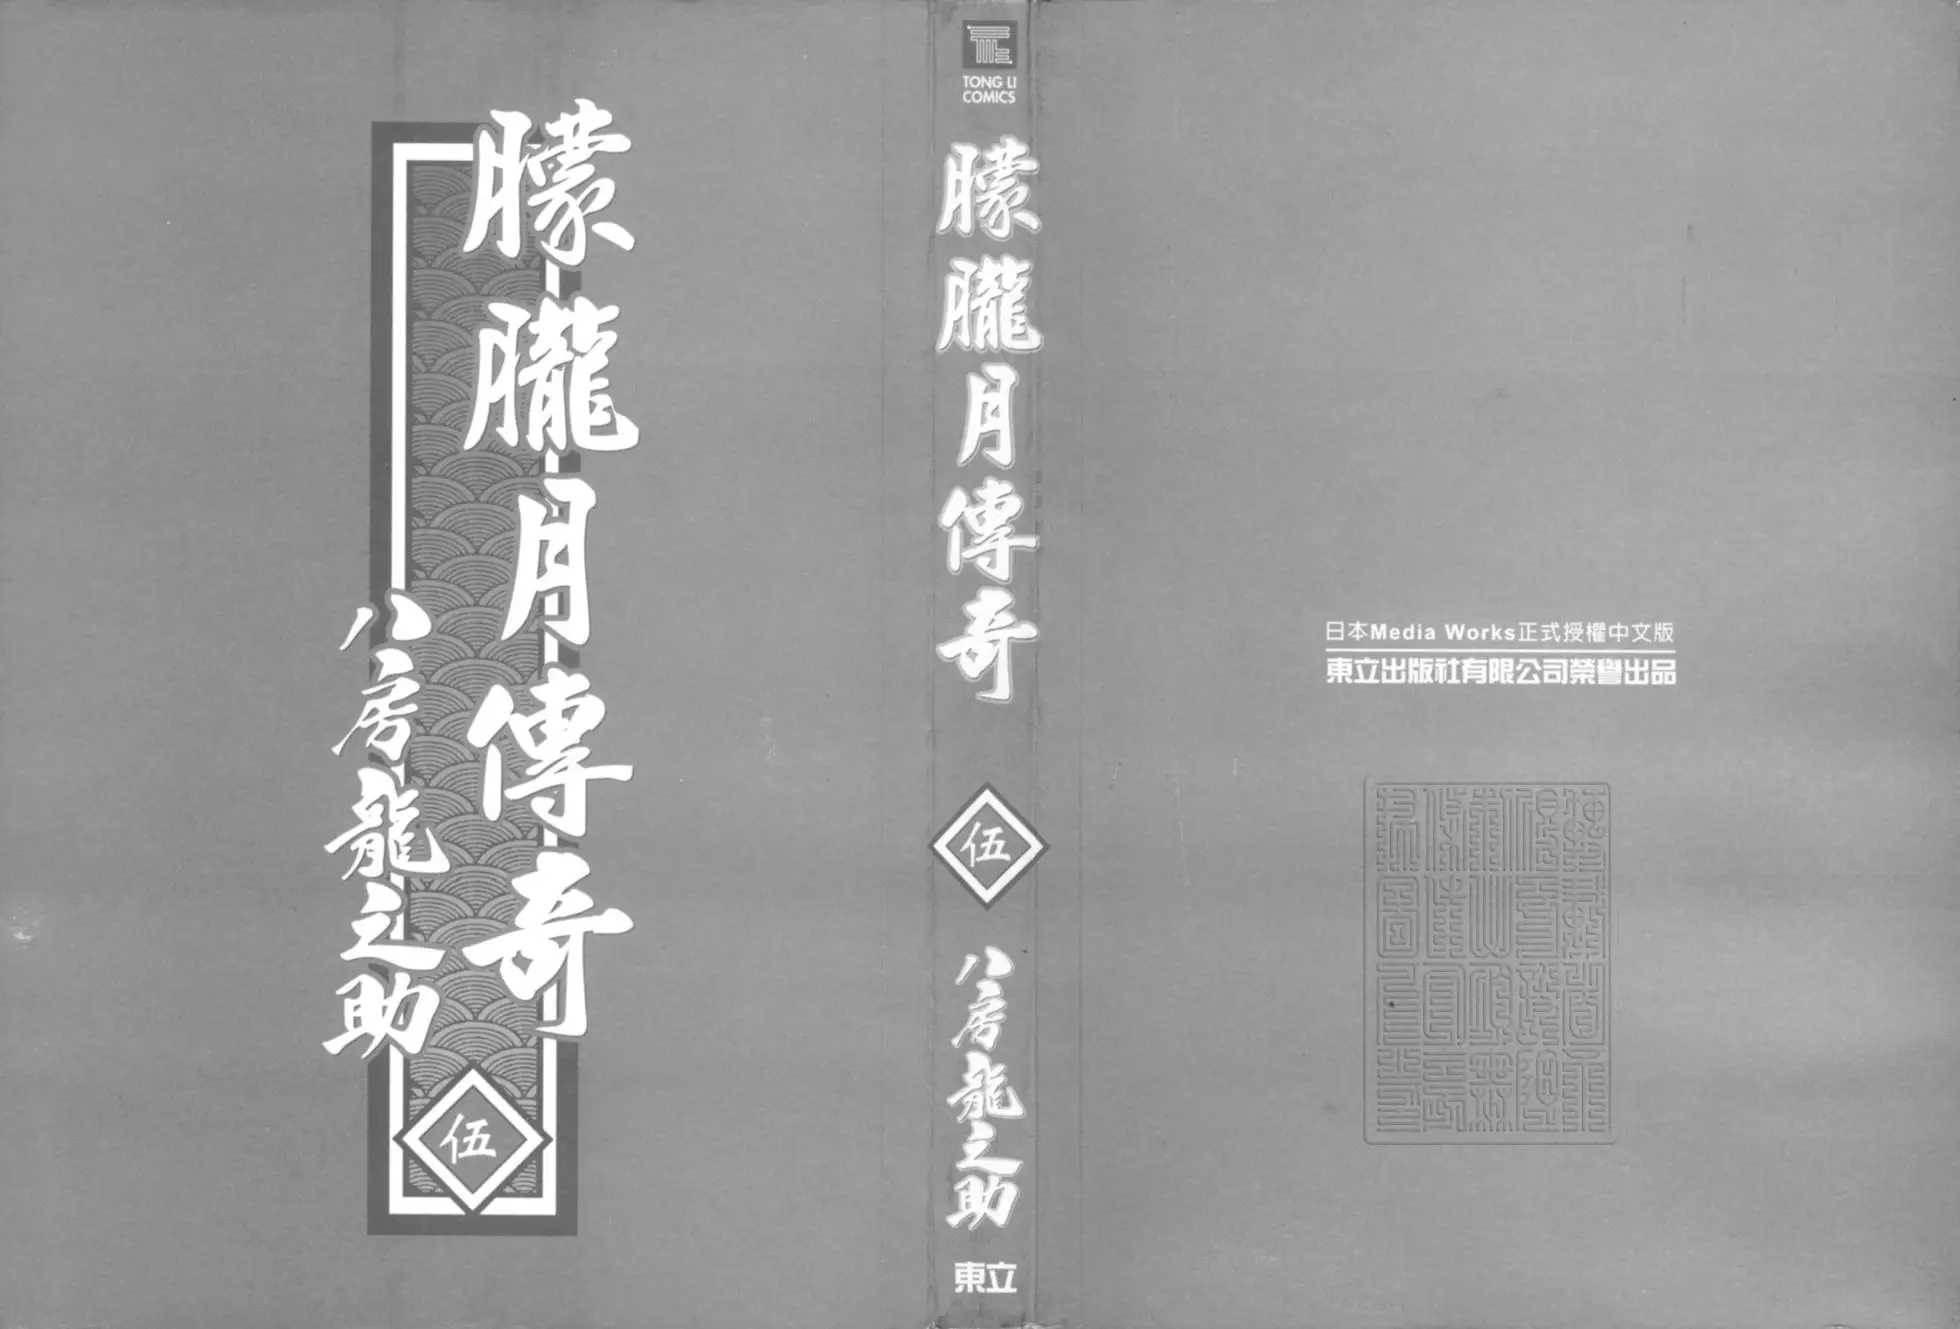 朦朧月傳奇
八房龍之助
伍
TONG LI
COMICS
朦朧月傳奇
伍
八房龍之助
東立
日本Media Works正式授權中文版
東立出版社有限公司榮譽出品